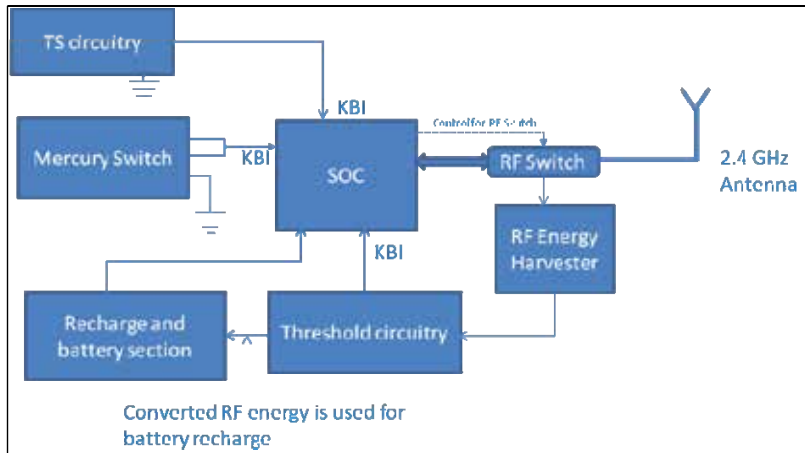 TS circuitry
KBI
Control for RF Switch
Mercury Switch
KBI
SOC
RF Switch
2.4 GHz
Antenna
KBI
RF Energy
Harvester
Recharge and
battery section
Threshold circuitry
Converted RF energy is used for
battery recharge